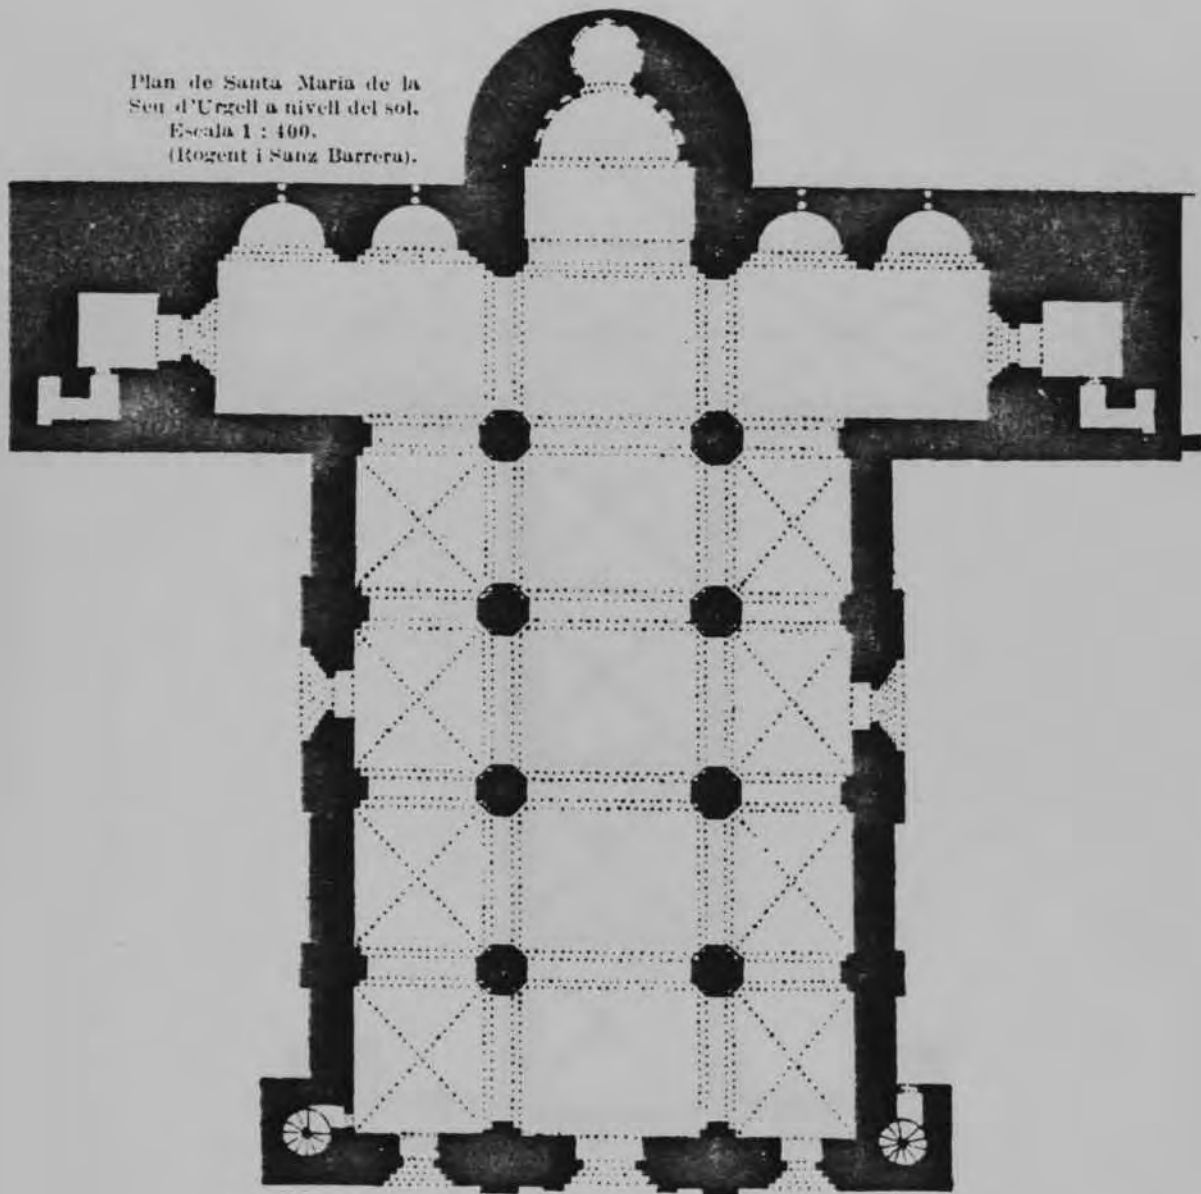 Plan de Santa Maria de la
Seu d'Urgell a nivell del sol.
Escala 1 : 400.
(Rogent i Sanz Barrera).